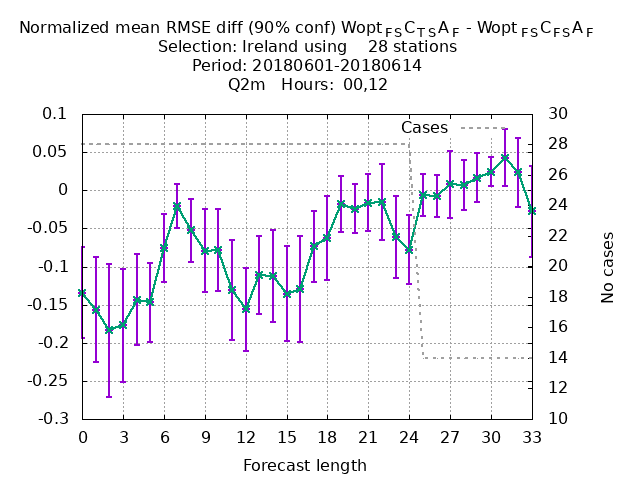 Normalized mean RMSE diff (90% conf) Wopt FS C TS A F - Wopt FS C FS A F
Selection: Ireland using 28 stations
Period: 20180601-20180614
Q2m Hours: 00,12
0.1
0.05
0
-0.05
-0.1
-0.15
-0.2
-0.25
-0.3
Cases
30
28
26
24
22
20
18
16
14
12
10
No cases
0 3 6 9 12 15 18 21 24 27 30 33
Forecast length